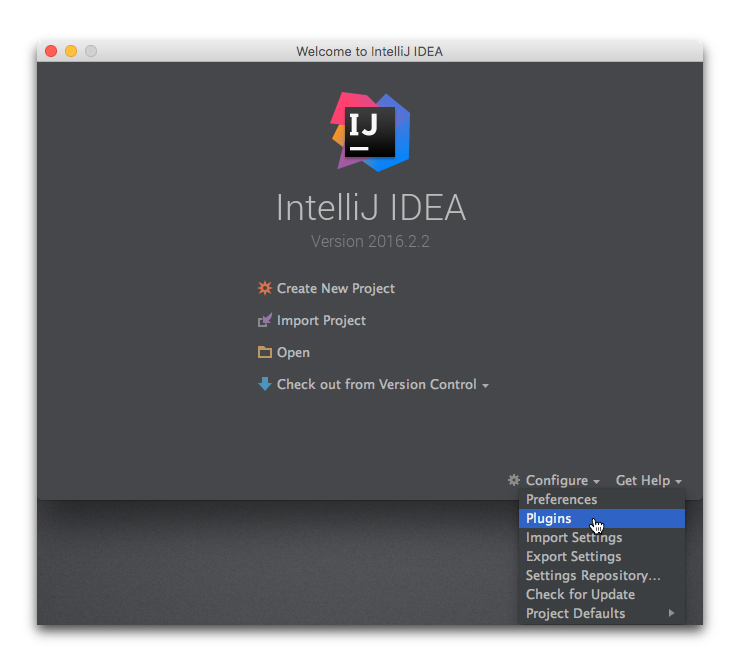 Welcome to IntelliJ IDEA
IJ
IntelliJ IDEA
Version 2016.2.2
Create New Project
Import Project
Open
Check out from Version Control
Configure Get Help
Preferences
Plugins
Import Settings
Export Settings
Settings Repository...
Check for Update
Project Defaults